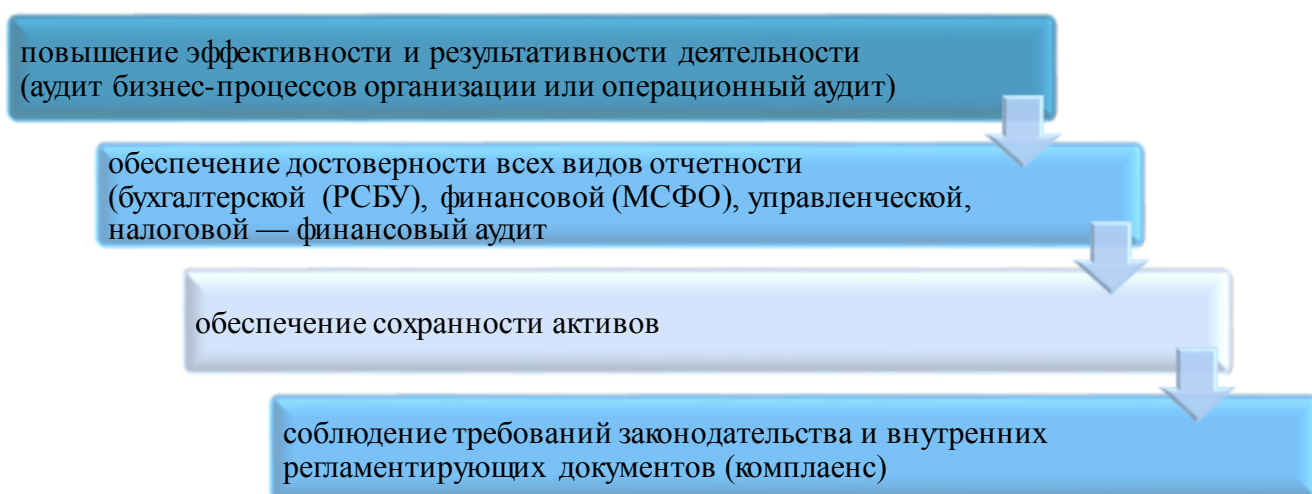 повышение эффективности и результативности деятельности
(аудит бизнес-процессов организации или операционный аудит)
обеспечение достоверности всех видов отчетности
(бухгалтерской (РСБУ), финансовой (МСФО), управленческой,
налоговой — финансовый аудит
обеспечение сохранности активов
соблюдение требований законодательства и внутренних
регламентирующих документов (комплаенс)